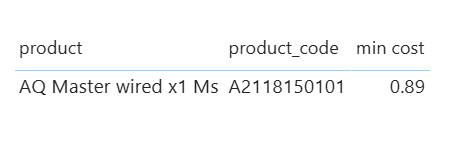 product product_code min cost
AQ Master wired x1 Ms A2118150101 0.89